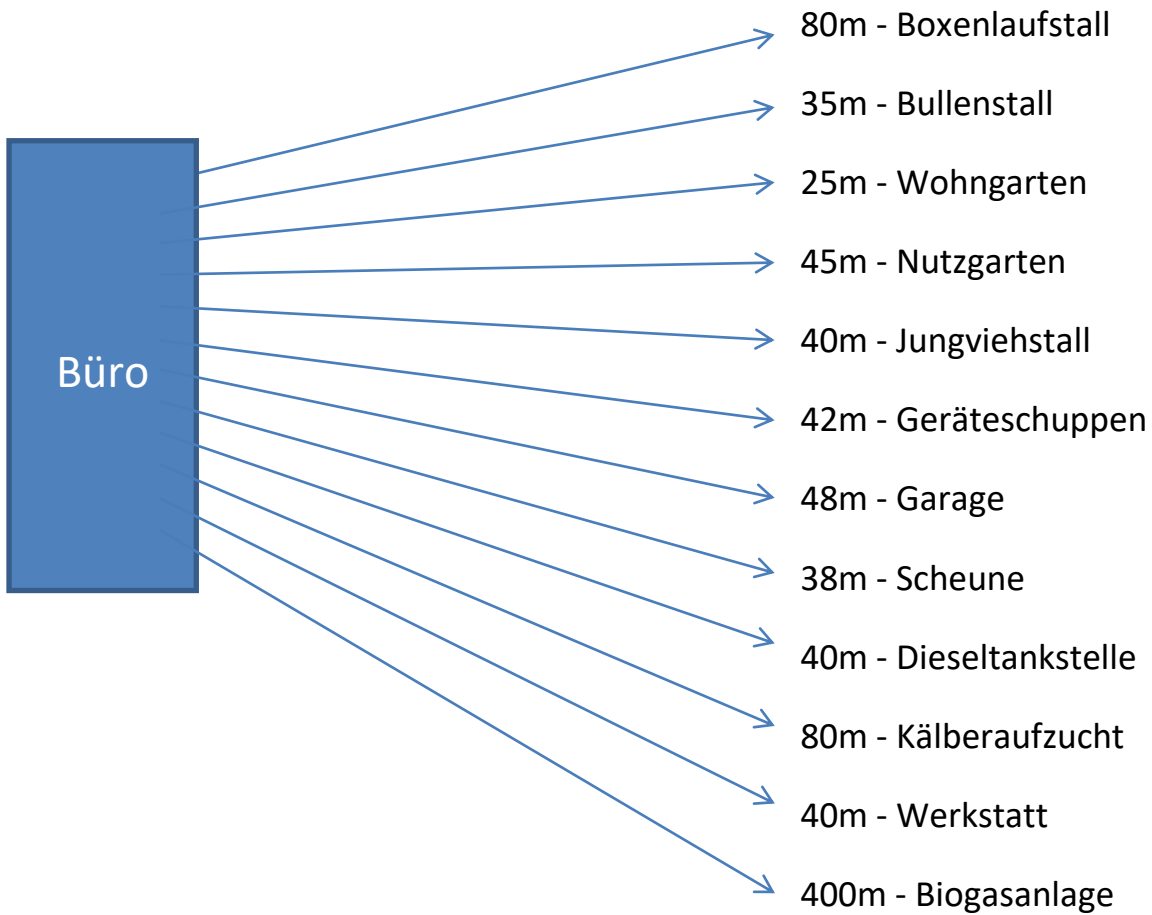 80m - Boxenlaufstall
35m - Bullenstall
25m - Wohngarten
45m - Nutzgarten
40m - Jungviehstall
Büro
42m - Geräteschuppen
48m - Garage
38m - Scheune
40m - Dieseltankstelle
80m - Kälberaufzucht
40m - Werkstatt
400m - Biogasanlage